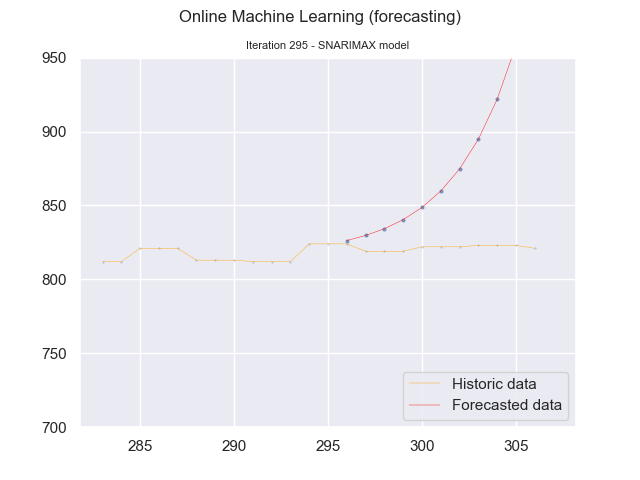 Online Machine Learning (forecasting)
Iteration 295 - SNARIMAX model
950
900
850
800
750
700
285
290
295
300
305
Historic data
Forecasted data